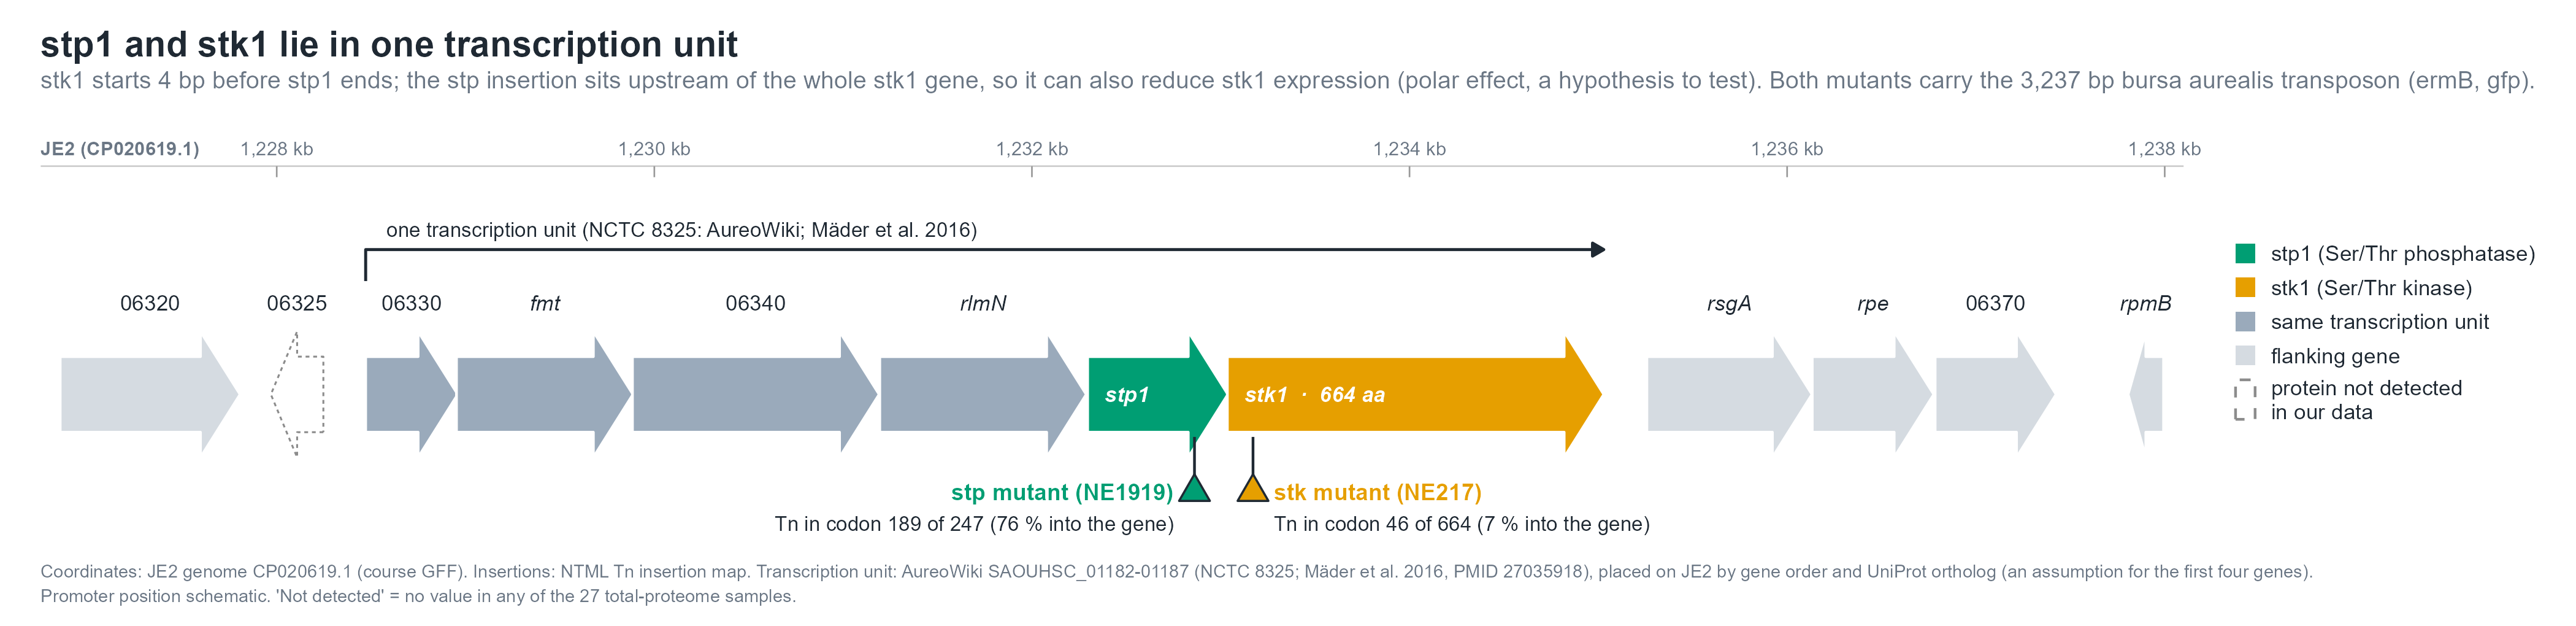 stp1 and stk1 lie in one transcription unit
stk1 starts 4 bp before stp1 ends; the stp insertion sits upstream of the whole stk1 gene, so it can also reduce stk1 expression (polar effect, a hypothesis to test). Both mutants carry the 3,237 bp bursa aurealis transposon (ermB, gfp).
JE2 (CP020619.1) 1,228 kb 1,230 kb 1,232 kb 1,234 kb 1,236 kb 1,238 kb
one transcription unit (NCTC 8325: AureoWiki; Mäder et al. 2016)
06320 06325 06330 fmt 06340 rlmN rsgA rpe 06370 rpmB
stp1 stk1 · 664 aa
stp1 (Ser/Thr phosphatase)
stk1 (Ser/Thr kinase)
same transcription unit
flanking gene
protein not detected
in our data
stp mutant (NE1919) stk mutant (NE217)
Tn in codon 189 of 247 (76 % into the gene) Tn in codon 46 of 664 (7 % into the gene)
Coordinates: JE2 genome CP020619.1 (course GFF). Insertions: NTML Tn insertion map. Transcription unit: AureoWiki SAOUHSC_01182-01187 (NCTC 8325; Mäder et al. 2016, PMID 27035918), placed on JE2 by gene order and UniProt ortholog (an assumption for the first four genes).
Promoter position schematic. 'Not detected' = no value in any of the 27 total-proteome samples.